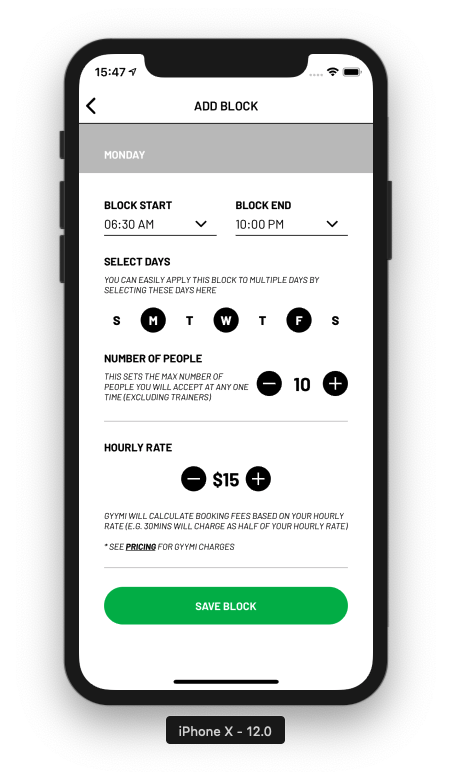 15:47
ADD BLOCK
MONDAY
BLOCK START
BLOCK END
06:30 AM
10:00 PM
SELECT DAYS
YOU CAN EASILY APPLY THIS BLOCK TO MULTIPLE DAYS BY
SELECTING THESE DAYS HERE
S M T W T F S
NUMBER OF PEOPLE
THIS SETS THE MAX NUMBER OF
PEOPLE YOU WILL ACCEPT AT ANY ONE
TIME (EXCLUDING TRAINERS)
10
HOURLY RATE
$15
GYYMI WILL CALCULATE BOOKING FEES BASED ON YOUR HOURLY
RATE (E.G. 30MINS WILL CHARGE AS HALF OF YOUR HOURLY RATE)
* SEE PRICING FOR GYYMI CHARGES
SAVE BLOCK
iPhone X - 12.0